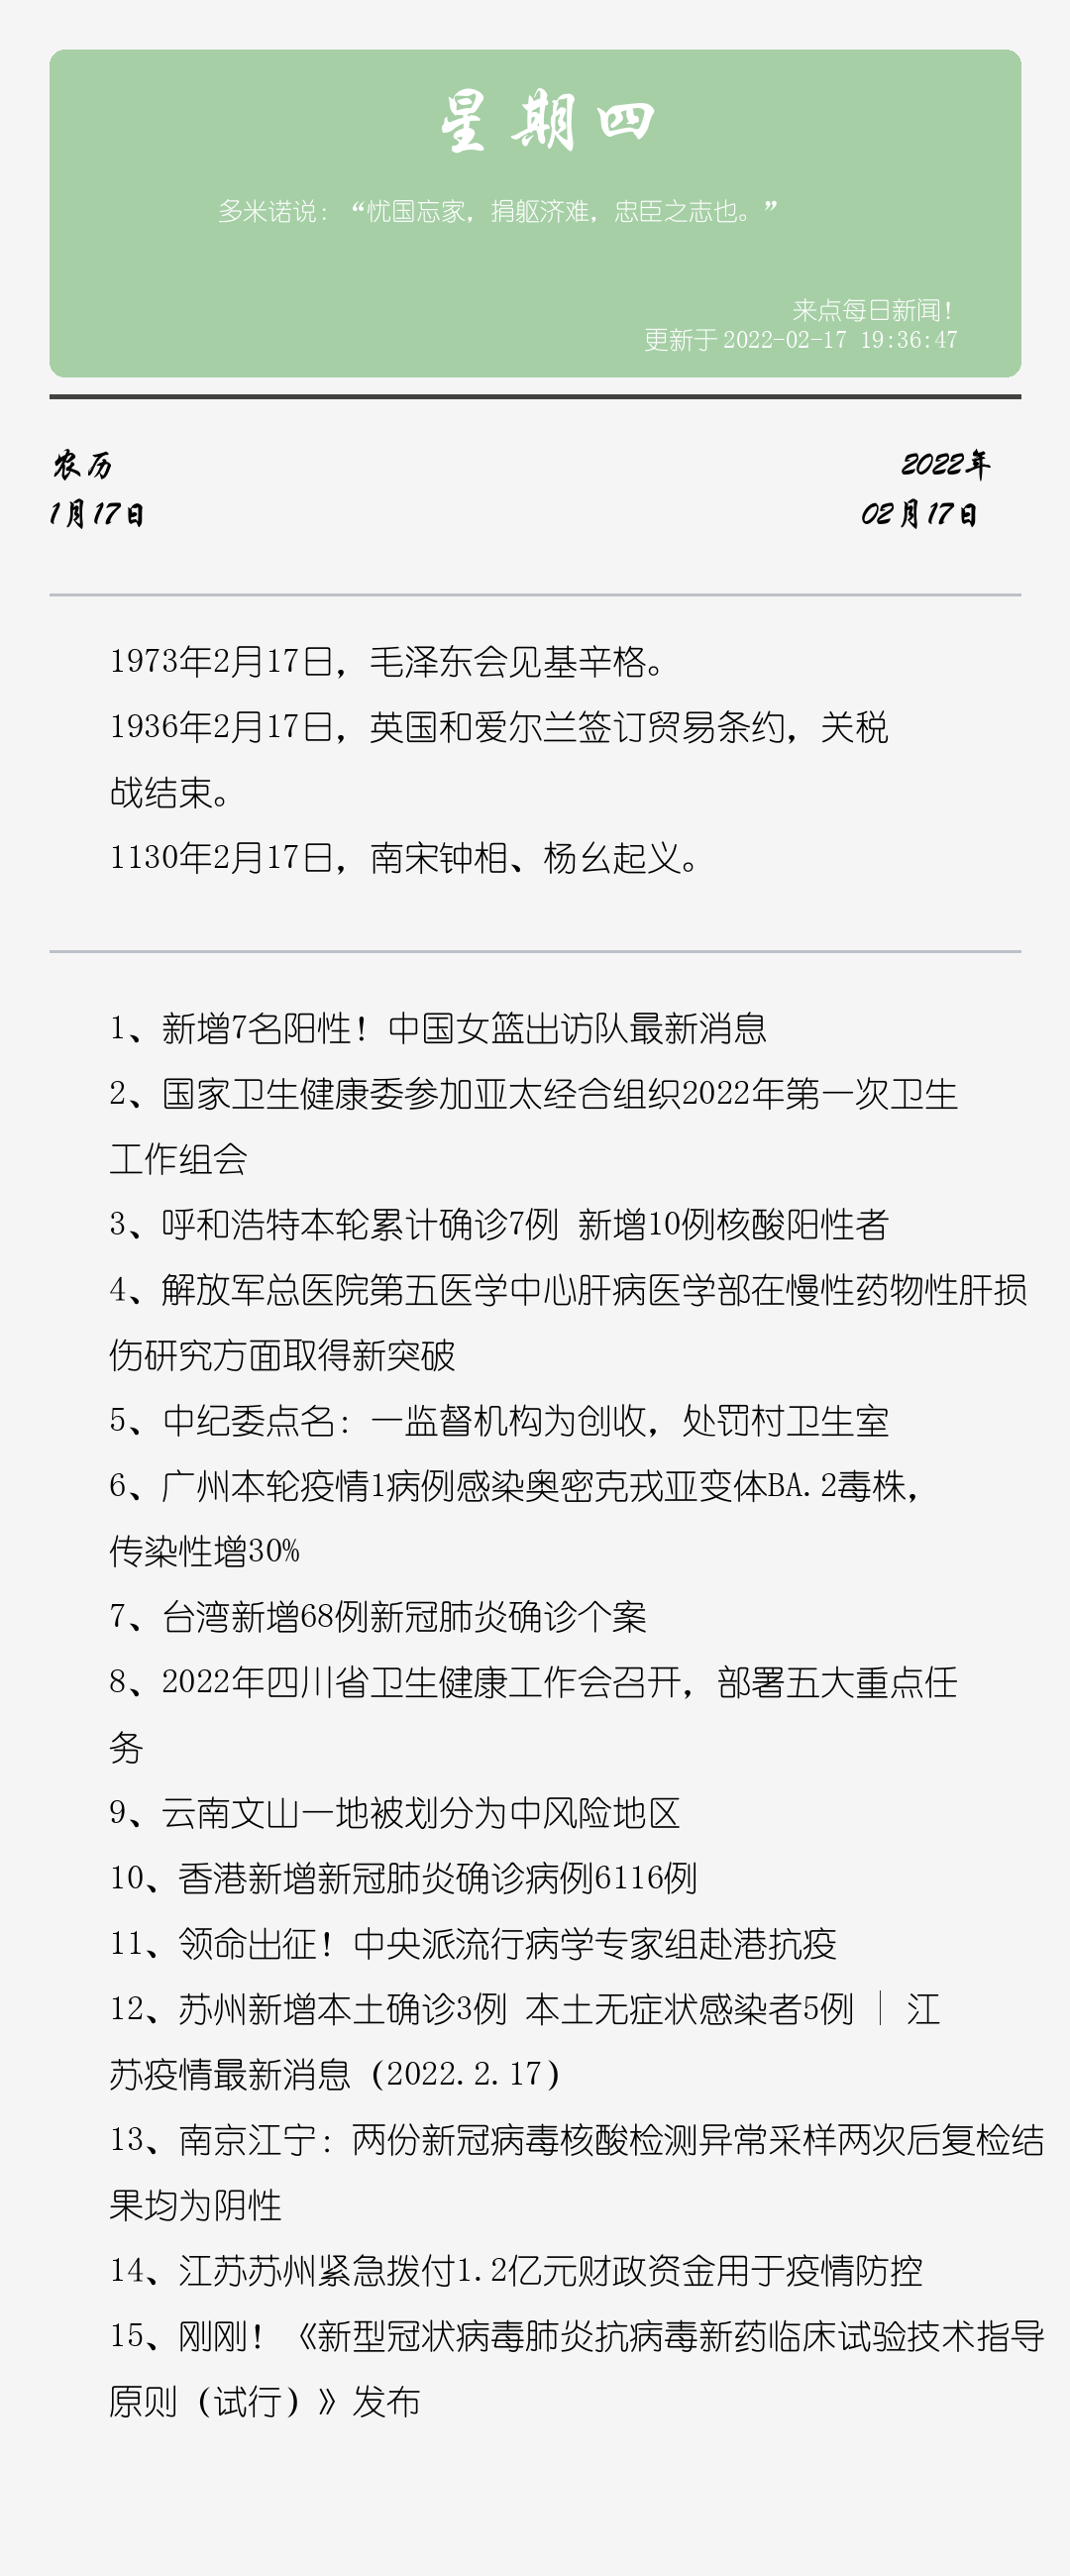 星期四
多米诺说：“忧国忘家，捐躯济难，忠臣之志也。”
来点每日新闻！
更新于 2022-02-17 19:36:47
农历
1月17日
2022年
02月17日
1973年2月17日，毛泽东会见基辛格。
1936年2月17日，英国和爱尔兰签订贸易条约，关税
战结束。
1130年2月17日，南宋钟相、杨幺起义。
1、新增7名阳性！中国女篮出访队最新消息
2、国家卫生健康委参加亚太经合组织2022年第一次卫生
工作组会
3、呼和浩特本轮累计确诊7例 新增10例核酸阳性者
4、解放军总医院第五医学中心肝病医学部在慢性药物性肝损
伤研究方面取得新突破
5、中纪委点名：一监督机构为创收，处罚村卫生室
6、广州本轮疫情1病例感染奥密克戎亚变体BA.2毒株，
传染性增30%
7、台湾新增68例新冠肺炎确诊个案
8、2022年四川省卫生健康工作会召开，部署五大重点任
务
9、云南文山一地被划分为中风险地区
10、香港新增新冠肺炎确诊病例6116例
11、领命出征！中央派流行病学专家组赴港抗疫
12、苏州新增本土确诊3例 本土无症状感染者5例 | 江
苏疫情最新消息（2022.2.17）
13、南京江宁：两份新冠病毒核酸检测异常采样两次后复检结
果均为阴性
14、江苏苏州紧急拨付1.2亿元财政资金用于疫情防控
15、刚刚！《新型冠状病毒肺炎抗病毒新药临床试验技术指导
原则（试行）》发布